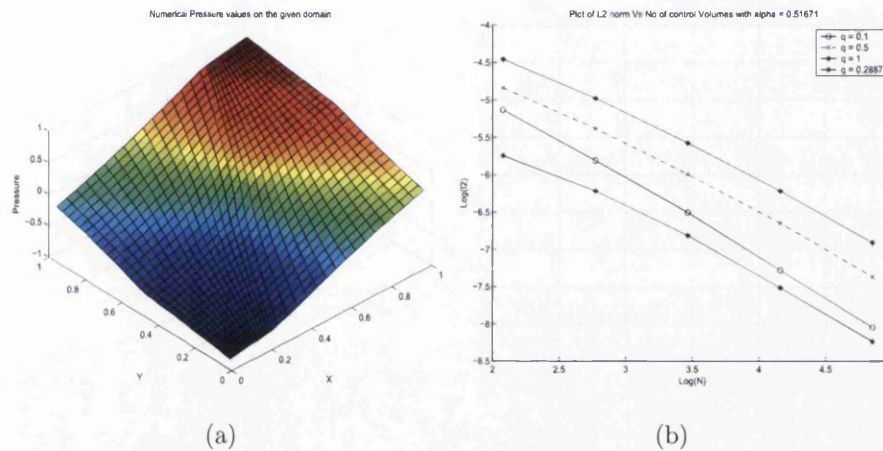 Numerical Pressure values on the given domain
Pressure
1
0.5
0
−0.5
−1
1
0.8
0.6
0.4
0.2
0
Y
0
0.2
0.4
0.6
0.8
1
X
(a)
Plot of L2 norm Vs No of control Volumes with alpha = 0.51671
q = 0.1
q = 0.5
q = 1
q = 0.2887
Log(l2)
−4
−4.5
−5
−5.5
−6
−6.5
−7
−7.5
−8
−8.5
2
2.5
3
3.5
4
4.5
Log(N)
(b)